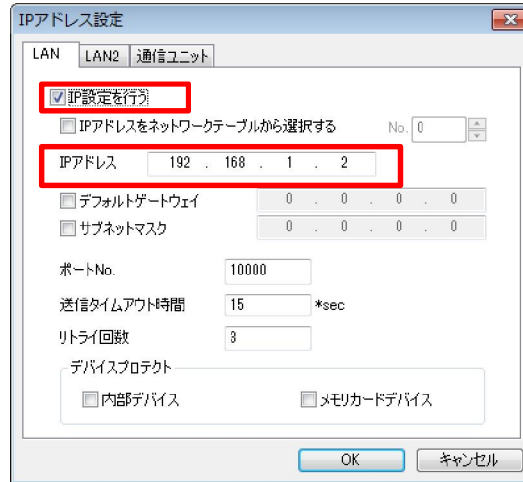 IPアドレス設定
LAN LAN2 通信ユニット
IP設定を行う
IPアドレスをネットワークテーブルから選択する No. 0
IPアドレス 192 . 168 . 1 . 2
デフォルトゲートウェイ 0 . 0 . 0 . 0
サブネットマスク 0 . 0 . 0 . 0
ポートNo. 10000
送信タイムアウト時間 15 *sec
リトライ回数 3
デバイスプロテクト
内部デバイス メモリカードデバイス
OK キャンセル